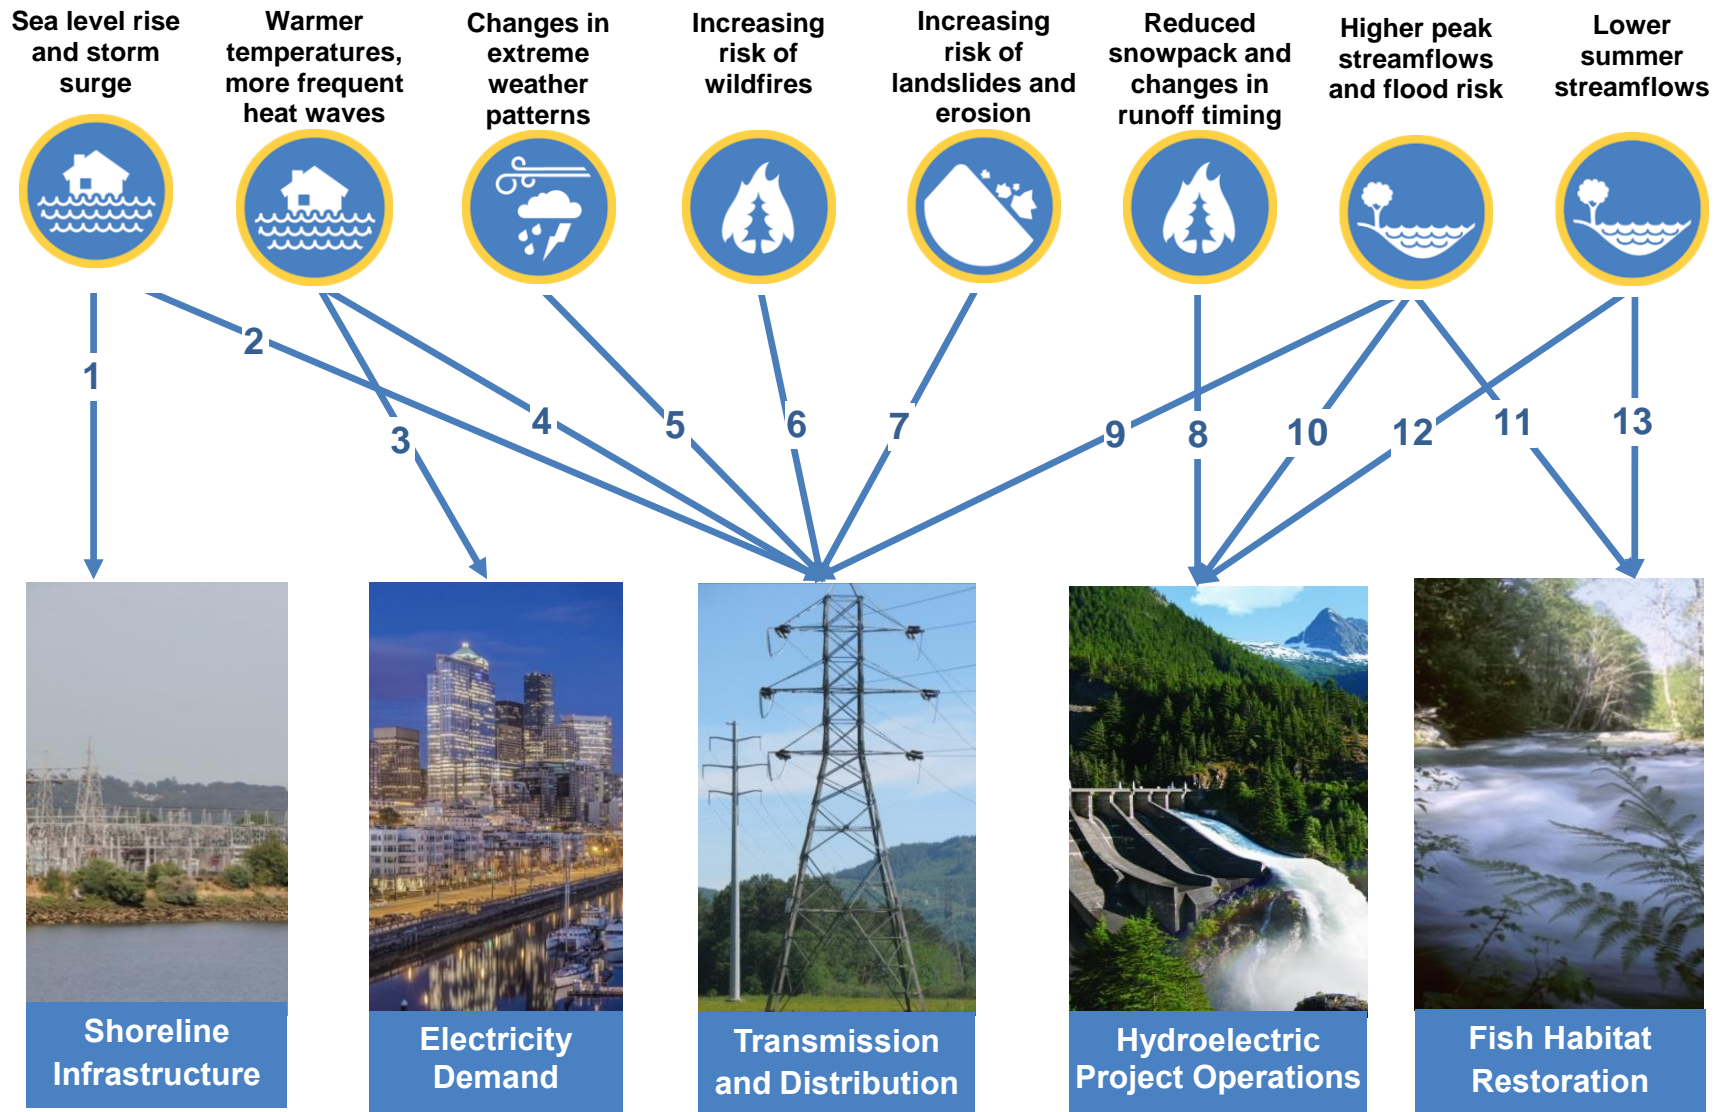 Sea level rise
and storm
surge
Warmer
temperatures,
more frequent
heat waves
Changes in
extreme
weather
patterns
Increasing
risk of
wildfires
Increasing
risk of
landslides and
erosion
Reduced
snowpack and
changes in
runoff timing
Higher peak
streamflows
and flood risk
Lower
summer
streamflows
1
2
3
4
5
6
7
9
8
10
12
11
13
Shoreline
Infrastructure
Electricity
Demand
Transmission
and Distribution
Hydroelectric
Project Operations
Fish Habitat
Restoration